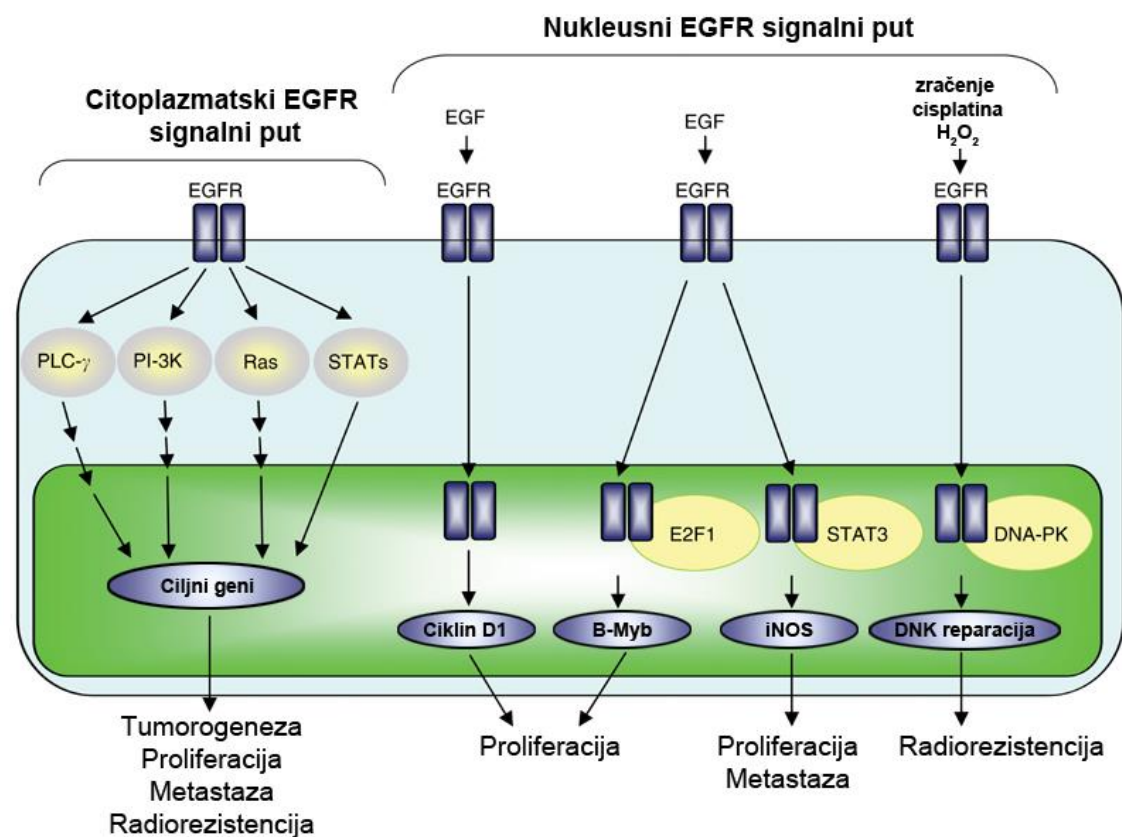 Nukleusni EGFR signalni put
Citoplazmatski EGFR
signalni put
EGFR
PLC-γ
PI-3K
Ras
STATs
Ciljni geni
Tumorogeneza
Proliferacija
Metastaza
Radiorezistencija
EGF
EGFR
Ciklin D1
EGF
EGFR
E2F1
B-Myb
Proliferacija
STAT3
iNOS
Proliferacija
Metastaza
zračenje
cisplatina
H₂O₂
EGFR
DNA-PK
DNK reparacija
Radiorezistencija